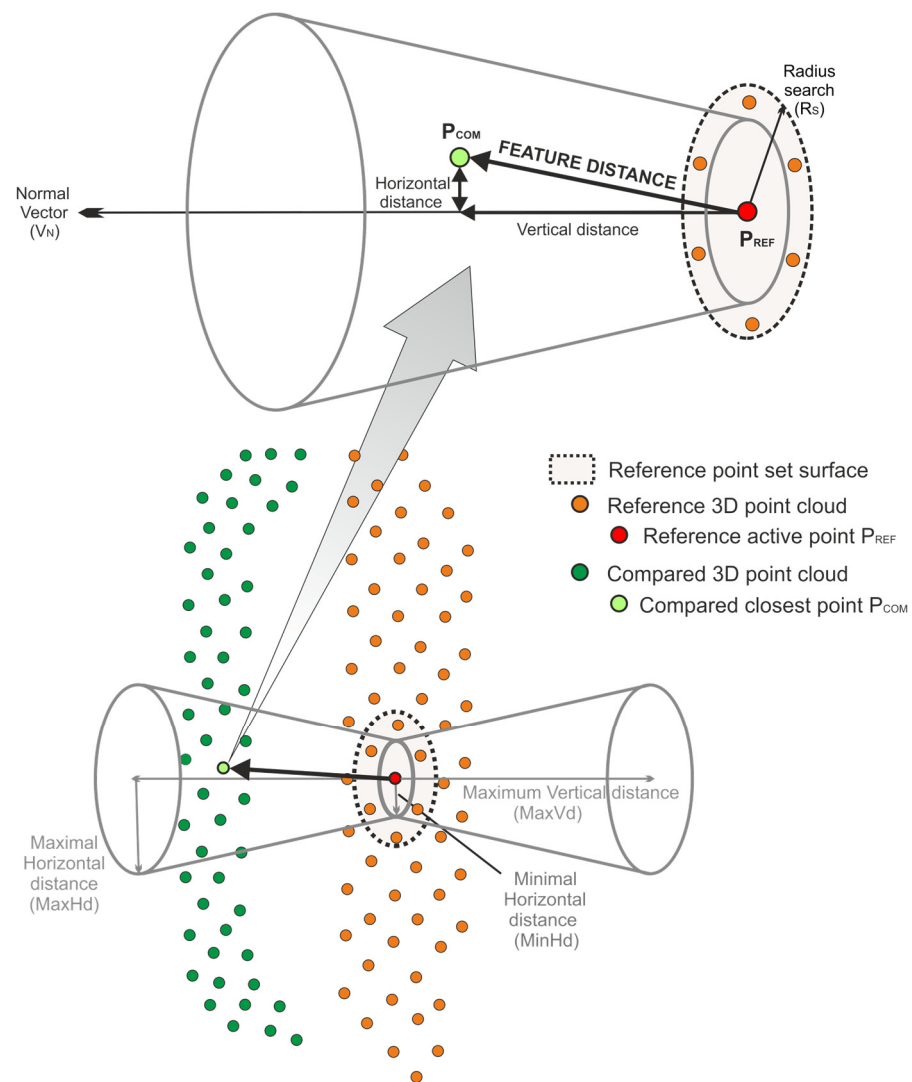 Radius
search
(Rs)
PCOM
FEATURE DISTANCE
Horizontal
distance
Normal
Vector
(VN)
Vertical distance
PREF
Reference point set surface
Reference 3D point cloud
Reference active point PREF
Compared 3D point cloud
Compared closest point PCOM
Maximum Vertical distance
(MaxVd)
Maximal
Horizontal
distance
(MaxHd)
Minimal
Horizontal
distance
(MinHd)